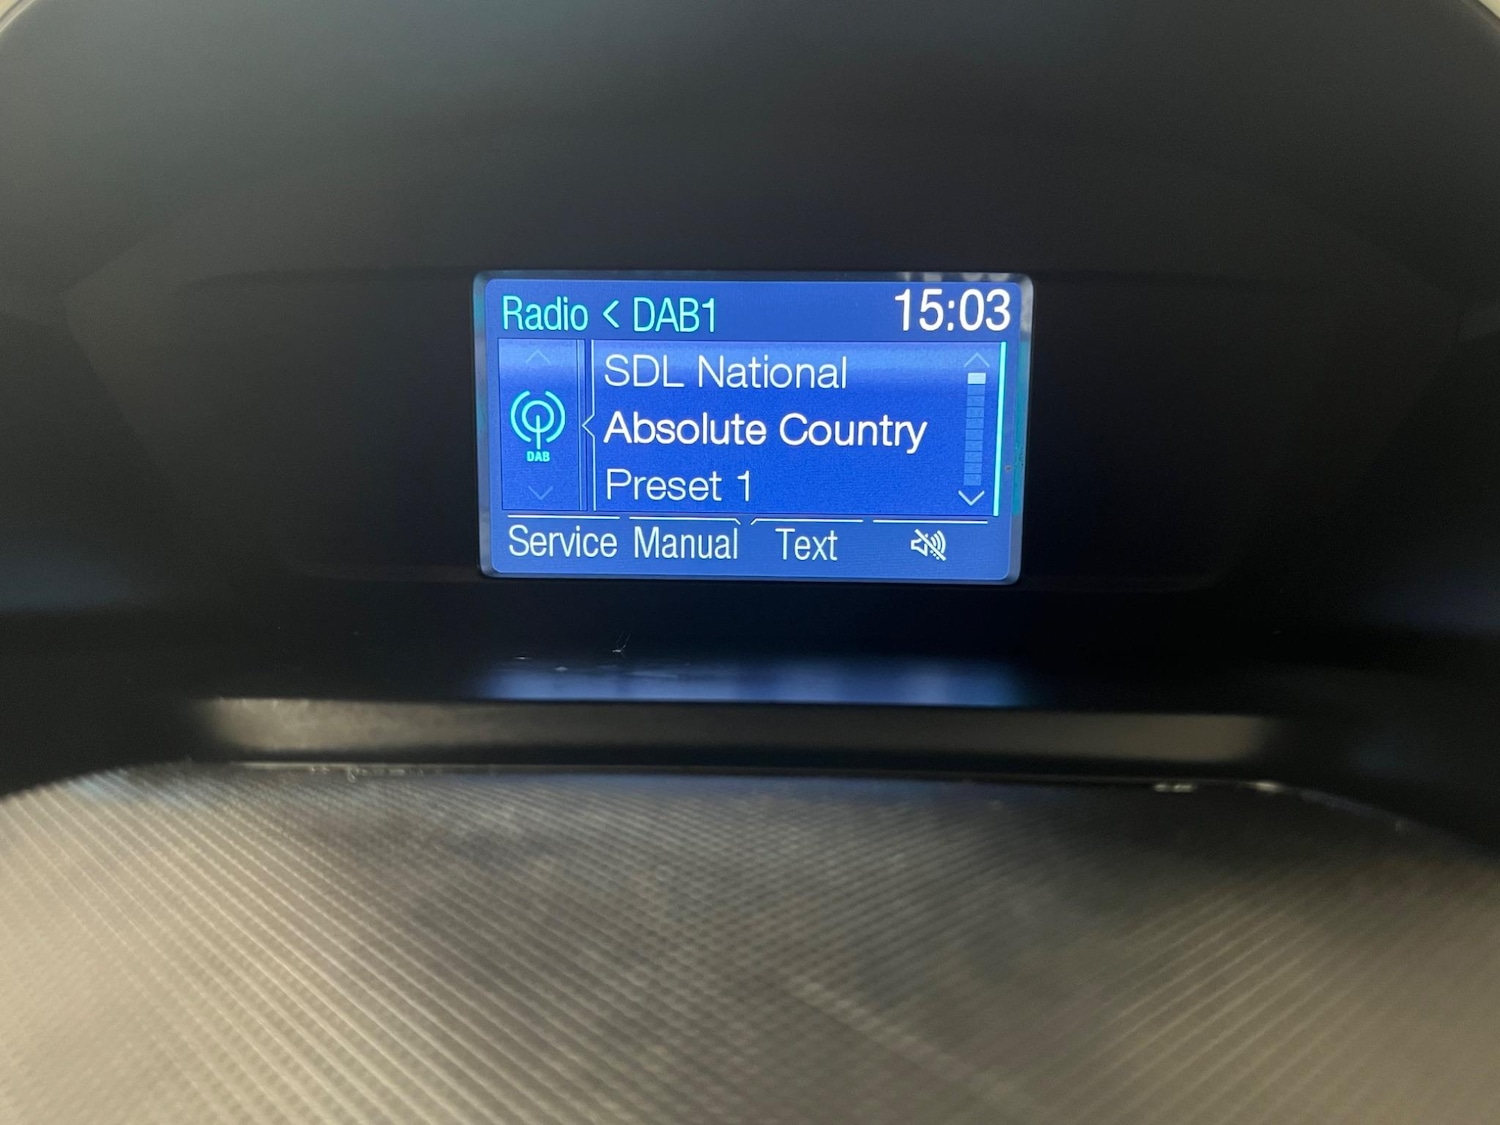 Radio < DAB1 15:03
SDL National
Absolute Country
DAB
Preset 1
Service Manual Text